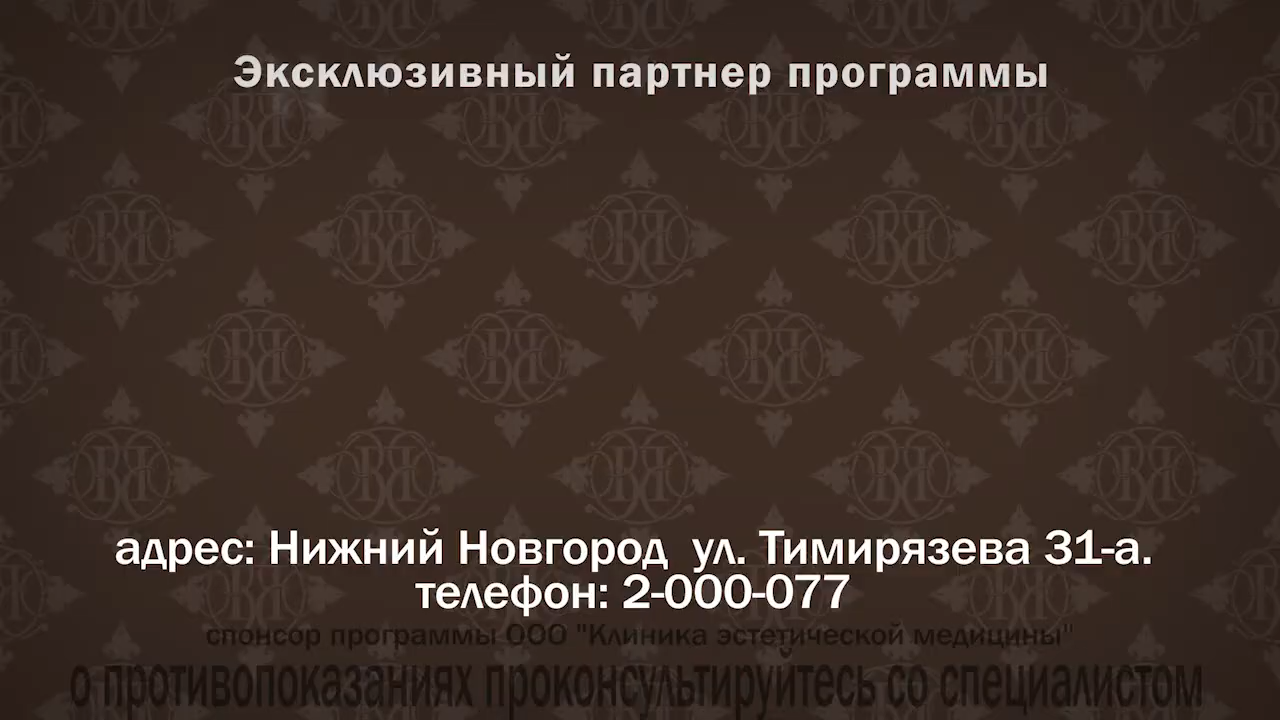 Эксклюзивный партнер программы
адрес: Нижний Новгород ул. Тимирязева 31-а.
телефон: 2-000-077
спонсор программы ООО "Клиника эстетической медицины"
о противопоказаниях проконсультируйтесь со специалистом